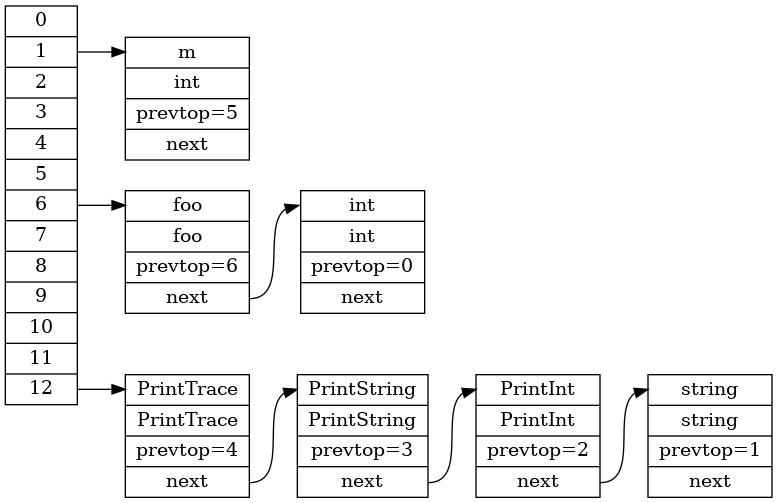 0
1
2
3
4
5
6
7
8
9
10
11
12
m
int
prevtop=5
next
foo
foo
prevtop=6
next
int
int
prevtop=0
next
PrintTrace
PrintTrace
prevtop=4
next
PrintString
PrintString
prevtop=3
next
PrintInt
PrintInt
prevtop=2
next
string
string
prevtop=1
next